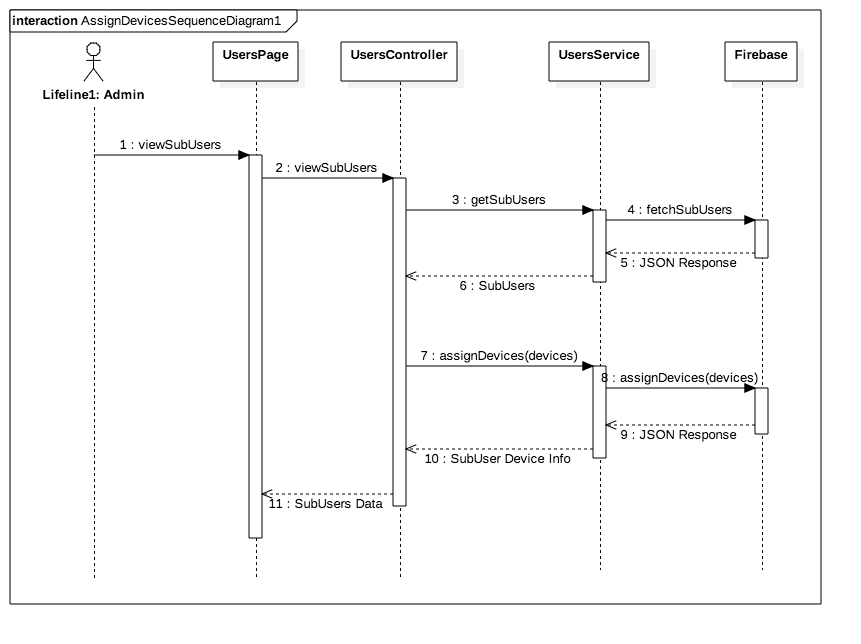 interaction AssignDevicesSequenceDiagram1
UsersPage
UsersController
UsersService
Firebase
Lifeline1: Admin
1 : viewSubUsers
2 : viewSubUsers
3 : getSubUsers
4 : fetchSubUsers
5 : JSON Response
6 : SubUsers
7 : assignDevices(devices)
8 : assignDevices(devices)
9 : JSON Response
10 : SubUser Device Info
11 : SubUsers Data